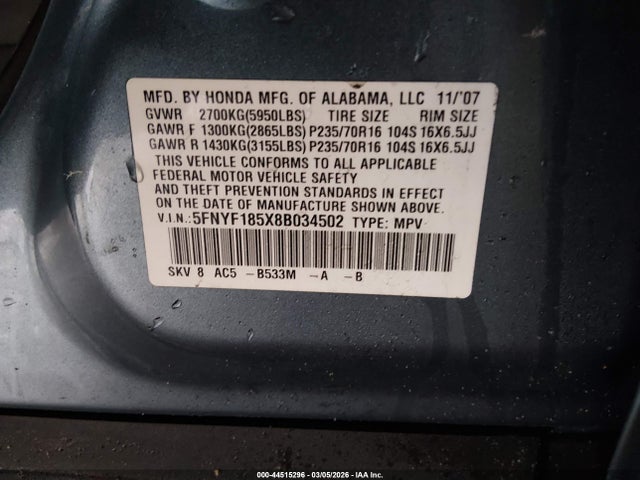 MFD. BY HONDA MFG. OF ALABAMA, LLC 11/'07
GVWR 2700KG(5950LBS) TIRE SIZE RIM SIZE
GAWR F 1300KG(2865LBS) P235/70R16 104S 16X6.5JJ
GAWR R 1430KG(3155LBS) P235/70R16 104S 16X6.5JJ
THIS VEHICLE CONFORMS TO ALL APPLICABLE
FEDERAL MOTOR VEHICLE SAFETY
AND THEFT PREVENTION STANDARDS IN EFFECT
ON THE DATE OF MANUFACTURE SHOWN ABOVE.
V.I.N.: 5FNYF185X8B034502 TYPE: MPV
SKV 8 AC5 -B533M -A -B
000-44515296 - 03/05/2026 - IAA Inc.